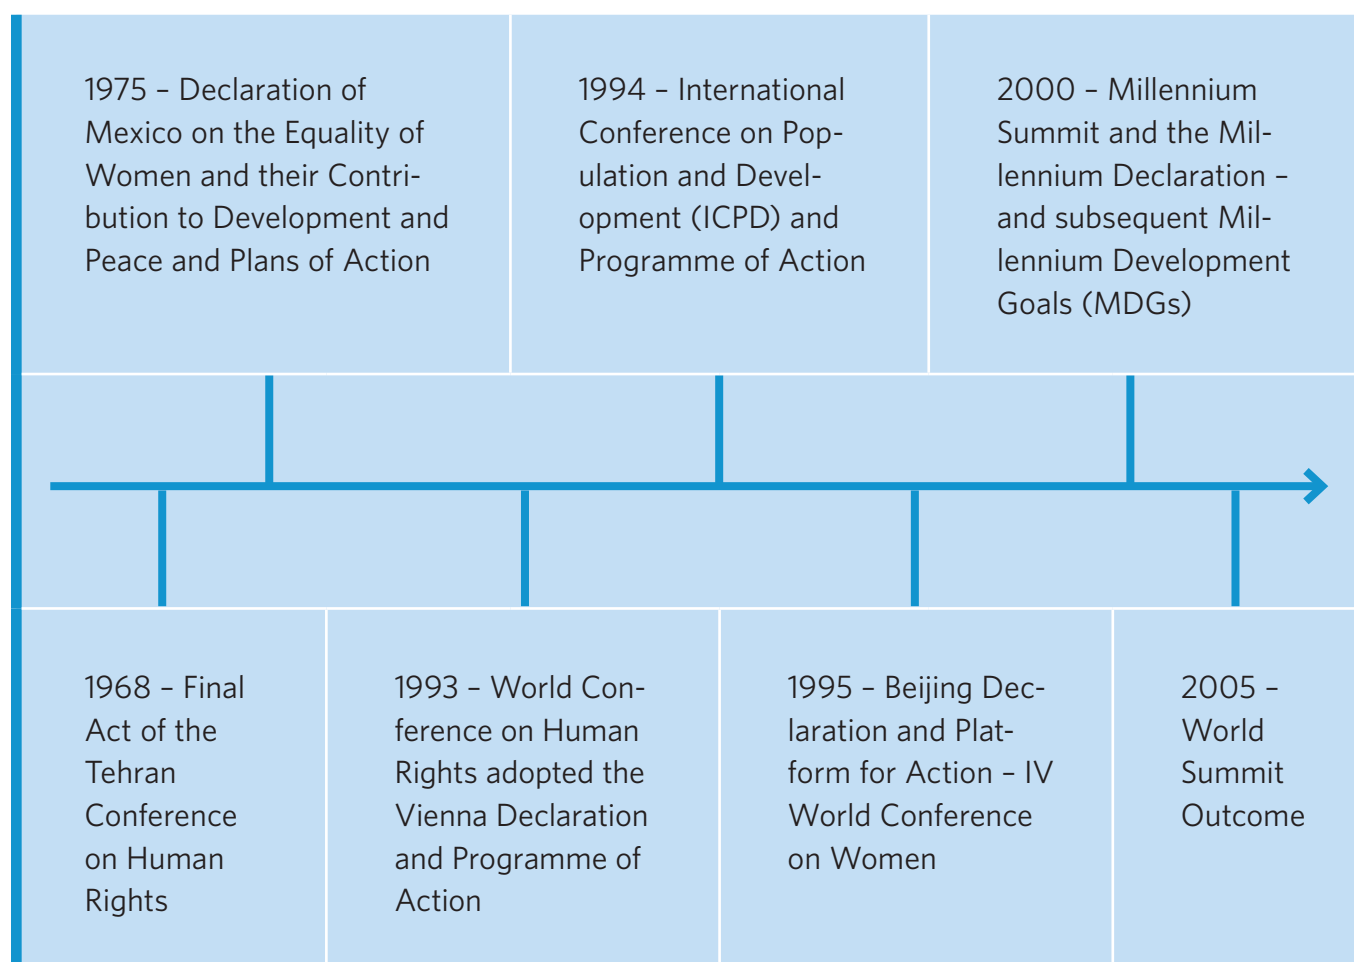 1975 – Declaration of
Mexico on the Equality of
Women and their Contri-
bution to Development and
Peace and Plans of Action
1994 – International
Conference on Pop-
ulation and Devel-
opment (ICPD) and
Programme of Action
2000 – Millennium
Summit and the Mil-
lennium Declaration –
and subsequent Mil-
lennium Development
Goals (MDGs)
1968 – Final
Act of the
Tehran
Conference
on Human
Rights
1993 – World Con-
ference on Human
Rights adopted the
Vienna Declaration
and Programme of
Action
1995 – Beijing Dec-
laration and Plat-
form for Action – IV
World Conference
on Women
2005 –
World
Summit
Outcome